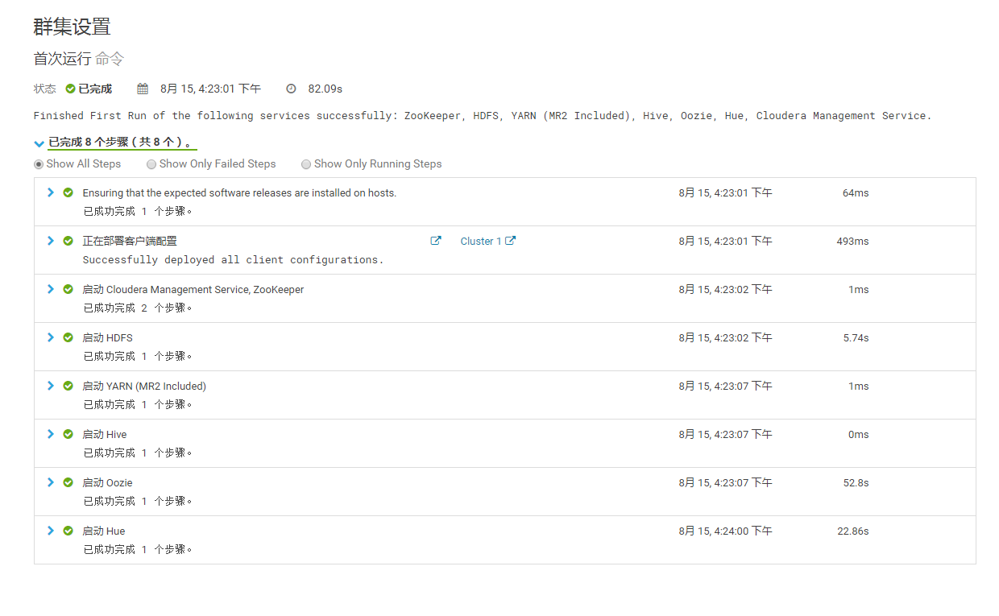 群集设置
首次运行 命令
状态 已完成 8月 15, 4:23:01 下午 82.09s
Finished First Run of the following services successfully: ZooKeeper, HDFS, YARN (MR2 Included), Hive, Oozie, Hue, Cloudera Management Service.
已完成 8 个步骤（共 8 个）。
Show All Steps Show Only Failed Steps Show Only Running Steps
Ensuring that the expected software releases are installed on hosts. 8月 15, 4:23:01 下午 64ms
已成功完成 1 个步骤。
正在部署客户端配置 Cluster 1 8月 15, 4:23:01 下午 493ms
Successfully deployed all client configurations.
启动 Cloudera Management Service, ZooKeeper 8月 15, 4:23:02 下午 1ms
已成功完成 2 个步骤。
启动 HDFS 8月 15, 4:23:02 下午 5.74s
已成功完成 1 个步骤。
启动 YARN (MR2 Included) 8月 15, 4:23:07 下午 1ms
已成功完成 1 个步骤。
启动 Hive 8月 15, 4:23:07 下午 0ms
已成功完成 1 个步骤。
启动 Oozie 8月 15, 4:23:07 下午 52.8s
已成功完成 1 个步骤。
启动 Hue 8月 15, 4:24:00 下午 22.86s
已成功完成 1 个步骤。